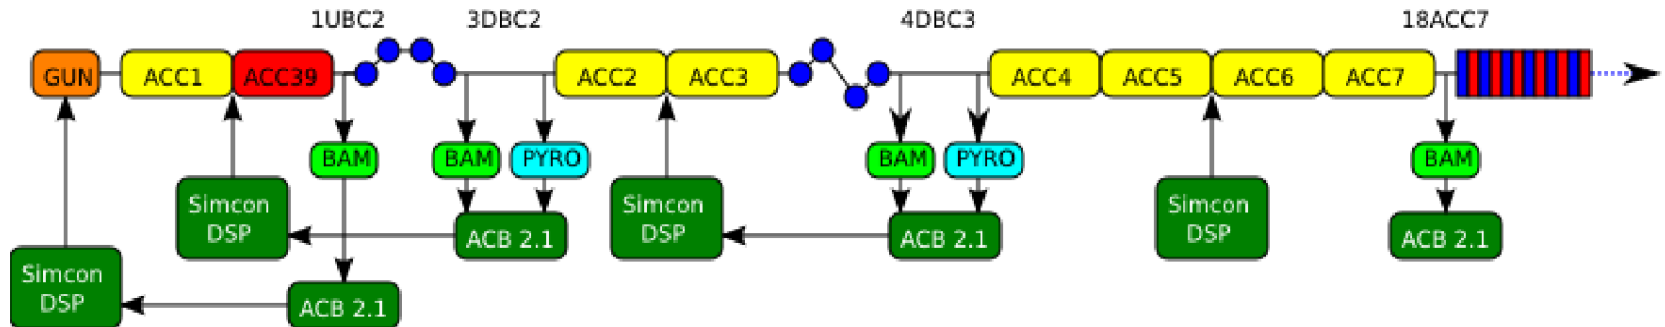 1UBC2 3DBC2 4DBC3 18ACC7
GUN ACC1 ACC39 ACC2 ACC3 ACC4 ACC5 ACC6 ACC7
BAM BAM PYRO BAM PYRO BAM
Simcon
DSP
ACB 2.1
Simcon
DSP
ACB 2.1
Simcon
DSP
ACB 2.1
Simcon
DSP
ACB 2.1